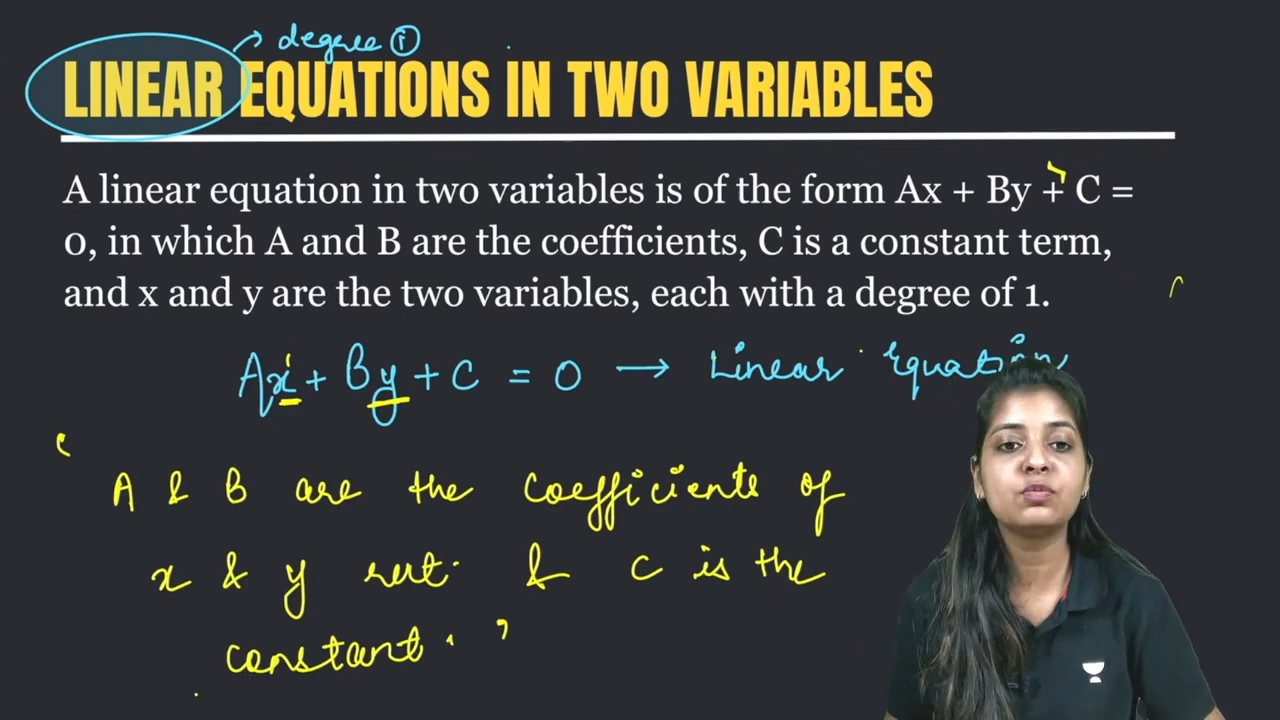 degree ①
LINEAR EQUATIONS IN TWO VARIABLES
A linear equation in two variables is of the form Ax + By + C =
0, in which A and B are the coefficients, C is a constant term,
and x and y are the two variables, each with a degree of 1.
Ax¹ + By + C = 0 → Linear Equation
A & B are the coefficients of
x & y & C is the
constant.